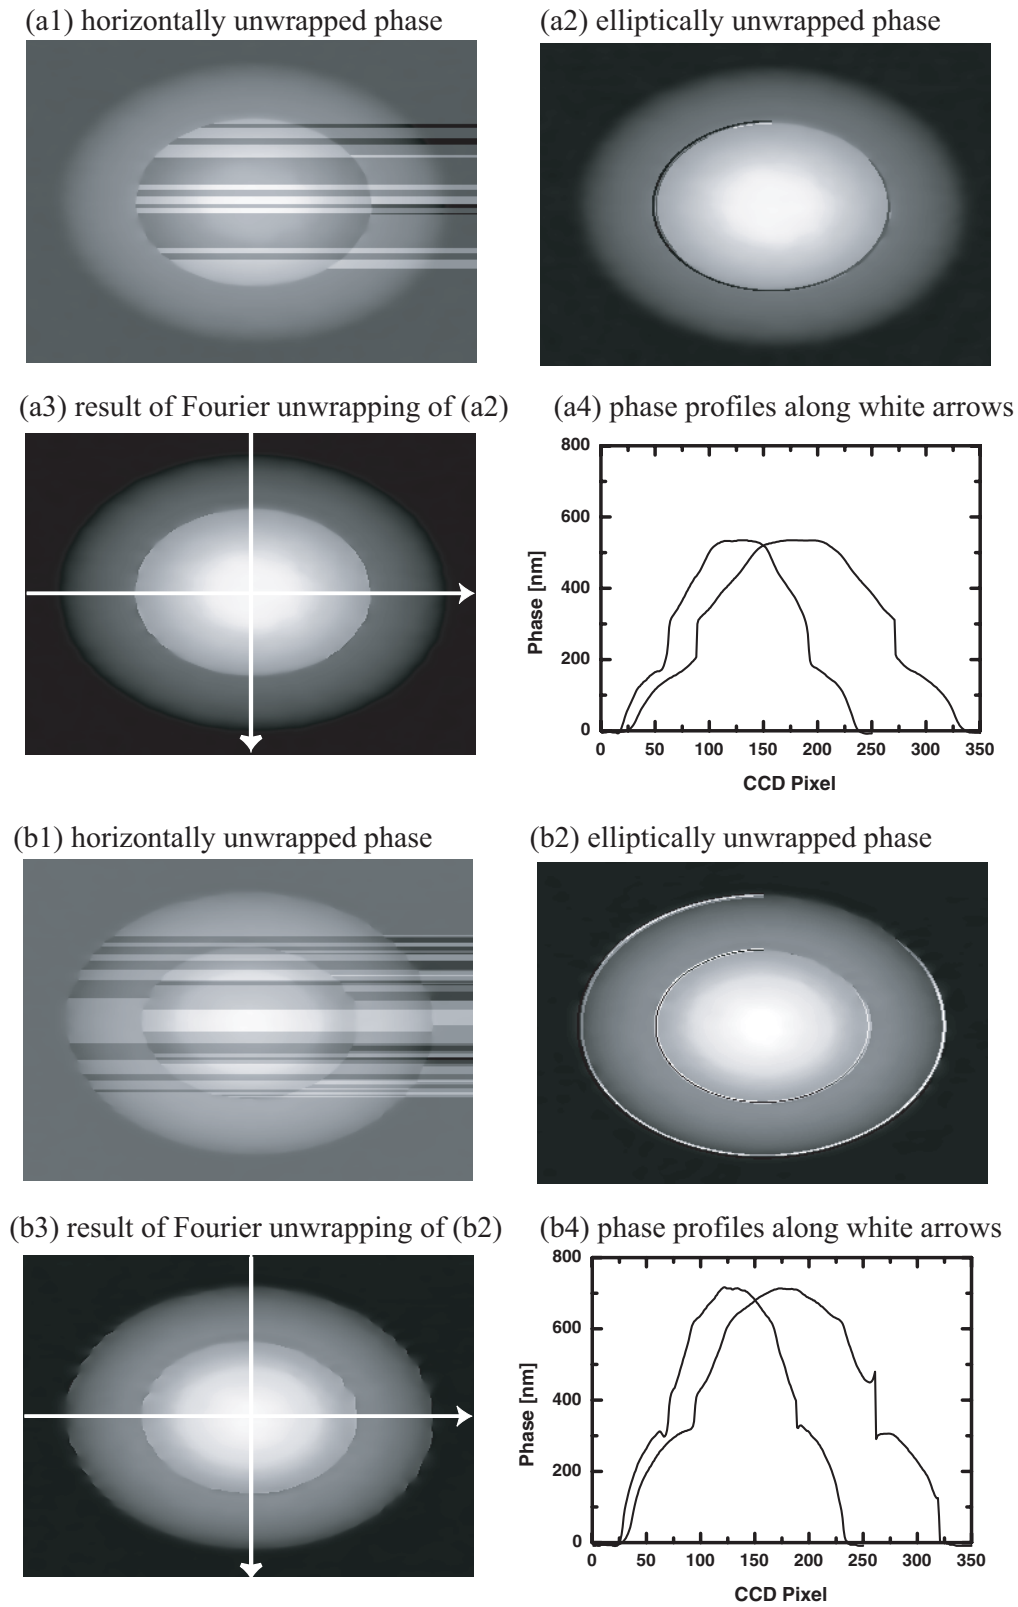 (a1) horizontally unwrapped phase
(a2) elliptically unwrapped phase
(a3) result of Fourier unwrapping of (a2)
(a4) phase profiles along white arrows
800
600
400
200
0
Phase [nm]
0 50 100 150 200 250 300 350
CCD Pixel
(b1) horizontally unwrapped phase
(b2) elliptically unwrapped phase
(b3) result of Fourier unwrapping of (b2)
(b4) phase profiles along white arrows
800
600
400
200
0
Phase [nm]
0 50 100 150 200 250 300 350
CCD Pixel